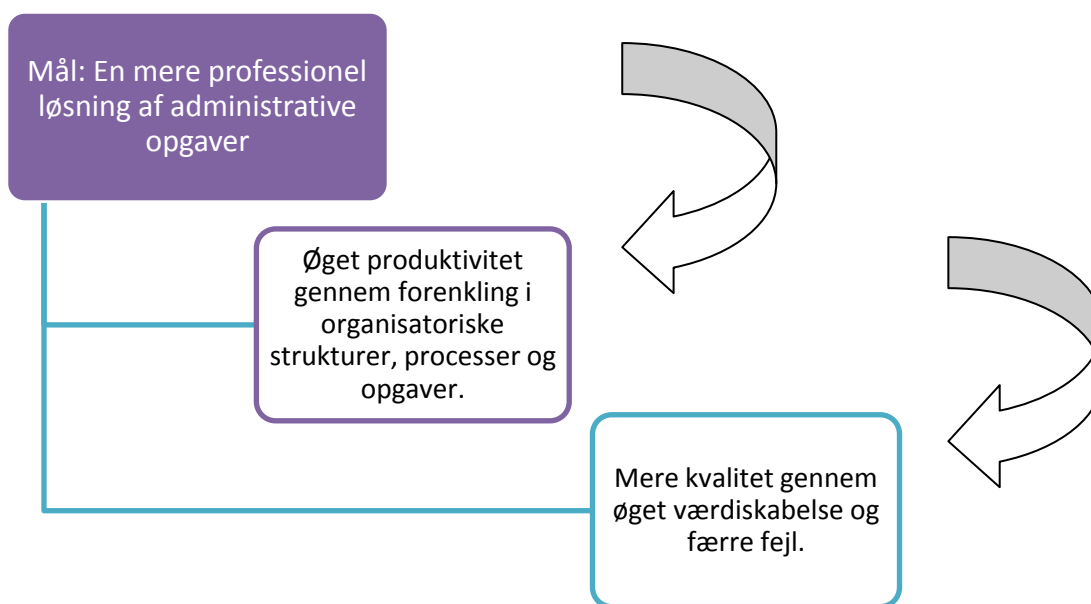 Mål: En mere professionel
løsning af administrative
opgaver
Øget produktivitet
gennem forenkling i
organisatoriske
strukturer, processer og
opgaver.
Mere kvalitet gennem
øget værdiskabelse og
færre fejl.